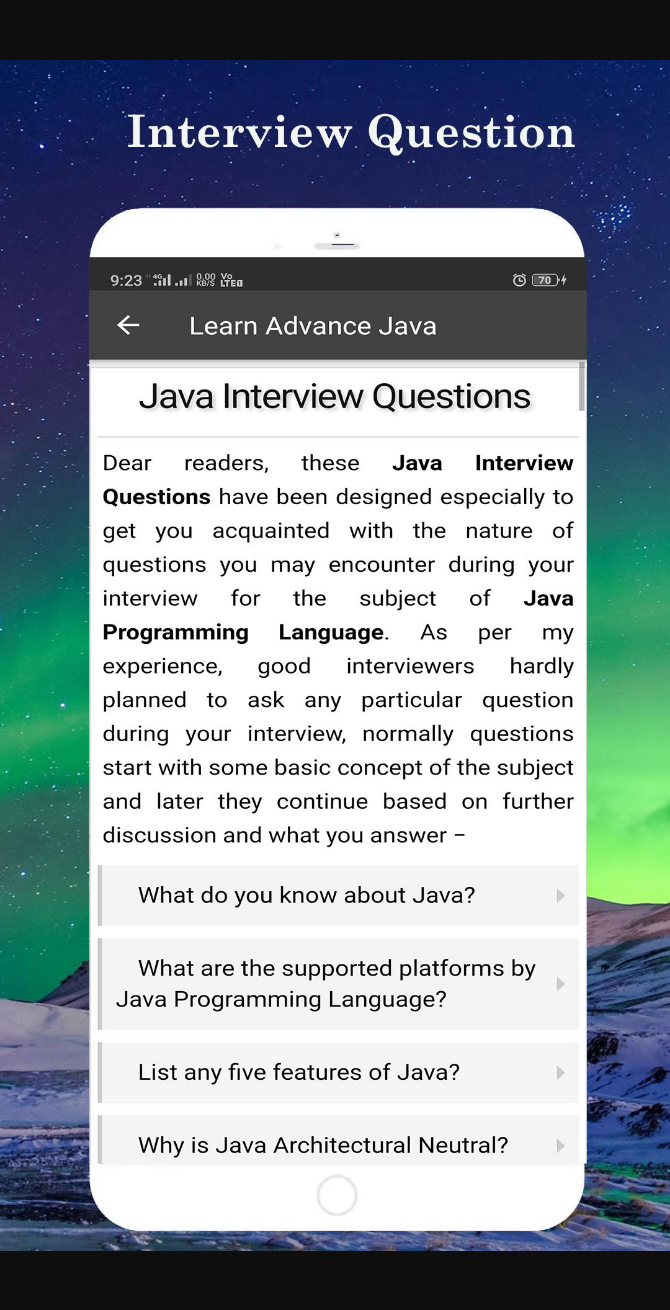 Interview Question
9:23 4G 0.00 KB/S Vo LTE 70
Learn Advance Java
Java Interview Questions
Dear readers, these Java Interview
Questions have been designed especially to
get you acquainted with the nature of
questions you may encounter during your
interview for the subject of Java
Programming Language. As per my
experience, good interviewers hardly
planned to ask any particular question
during your interview, normally questions
start with some basic concept of the subject
and later they continue based on further
discussion and what you answer −
What do you know about Java?
What are the supported platforms by
Java Programming Language?
List any five features of Java?
Why is Java Architectural Neutral?